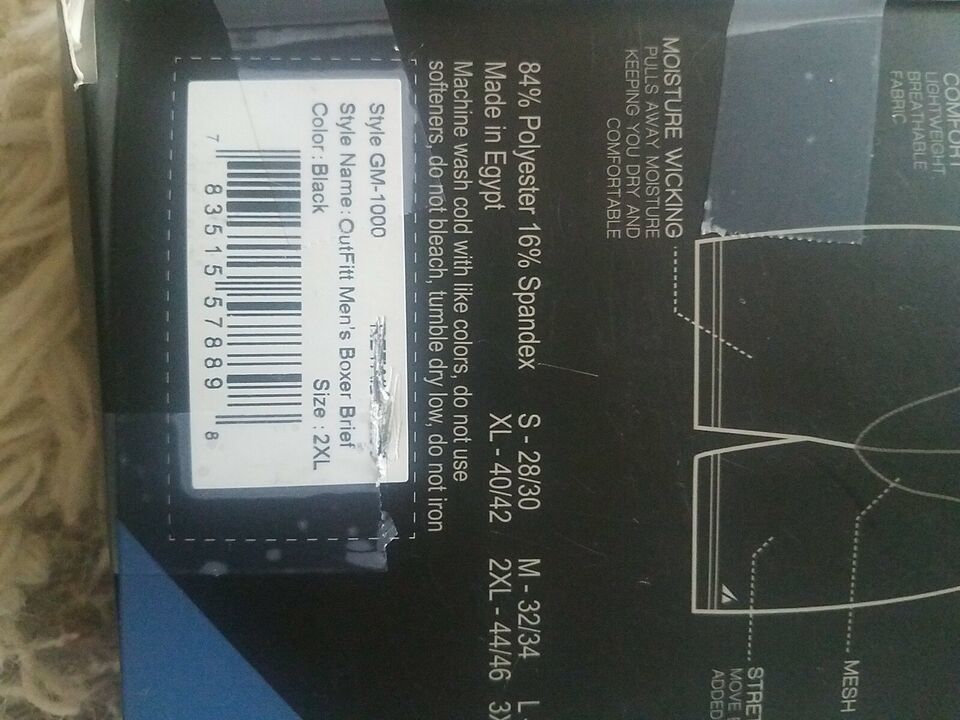 COMFORT
LIGHTWEIGHT
BREATHABLE
FABRIC
MOISTURE WICKING
PULLS AWAY MOISTURE
KEEPING YOU DRY AND
COMFORTABLE
MESH
MOVE
ADDED
84% Polyester 16% Spandex S - 28/30 M - 32/34 L
Made in Egypt XL - 40/42 2XL - 44/46
Machine wash cold with like colors, do not use
softeners, do not bleach, tumble dry low, do not iron
Style GM-1000
Style Name: OutFitt Men's Boxer Brief
Color: Black Size : 2XL
7 83515 57889 8